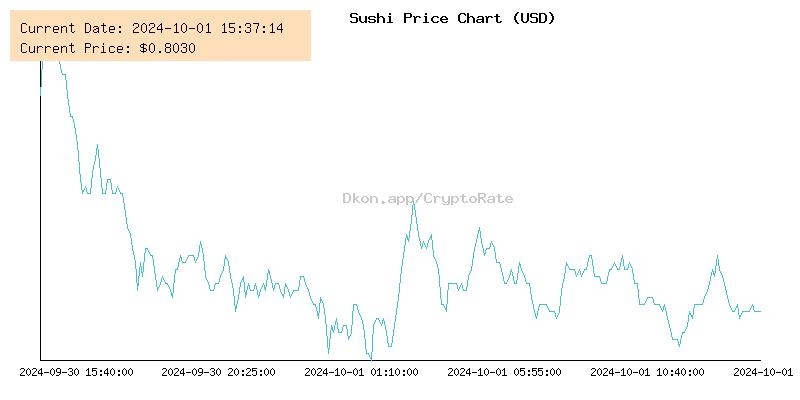 Sushi Price Chart (USD)
Current Date: 2024-10-01 15:37:14
Current Price: $0.8030
Dkon.app/CryptoRate
2024-09-30 15:40:00 2024-09-30 20:25:00 2024-10-01 01:10:00 2024-10-01 05:55:00 2024-10-01 10:40:00 2024-10-01